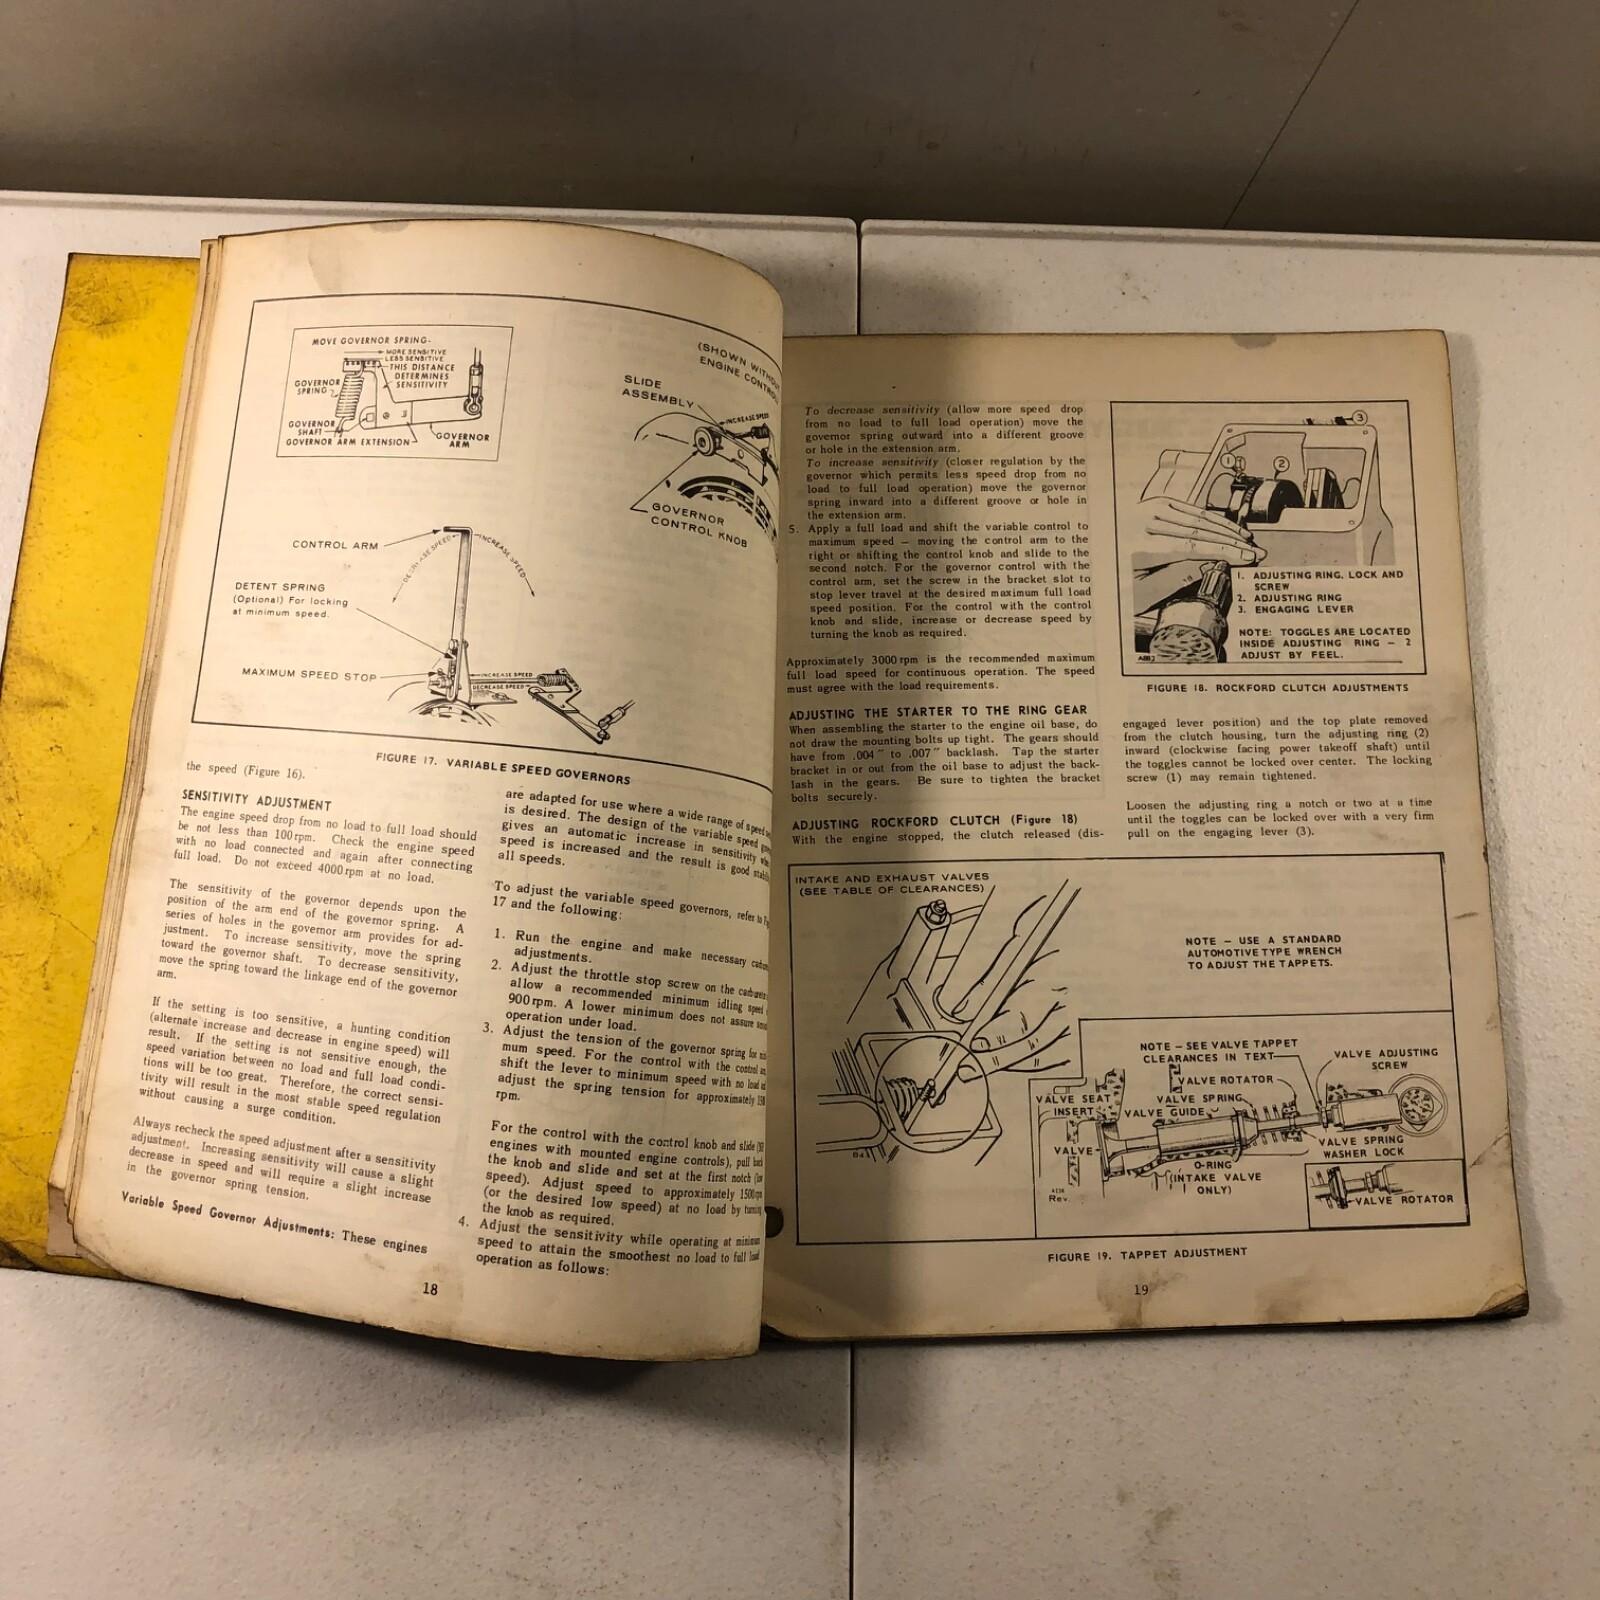 MOVE GOVERNOR SPRING-
MORE SENSITIVE
LESS SENSITIVE
THIS DISTANCE
DETERMINES
SENSITIVITY
GOVERNOR
SPRING
GOVERNOR
SHAFT
GOVERNOR ARM EXTENSION
GOVERNOR
ARM
(SHOWN WITHOUT
ENGINE CONTROL
SLIDE
ASSEMBLY
INCREASE SPEED
GOVERNOR
CONTROL KNOB
CONTROL ARM
DECREASE SPEED
INCREASE SPEED
DETENT SPRING
(Optional) For locking
at minimum speed.
MAXIMUM SPEED STOP
INCREASE SPEED
DECREASE SPEED
FIGURE 17. VARIABLE SPEED GOVERNORS
the speed (Figure 16).
SENSITIVITY ADJUSTMENT
The engine speed drop from no load to full load should
be not less than 100 rpm. Check the engine speed
with no load connected and again after connecting
full load. Do not exceed 4000 rpm at no load.
The sensitivity of the governor depends upon the
position of the arm end of the governor spring. A
series of holes in the governor arm provides for ad-
justment. To increase sensitivity, move the spring
toward the governor shaft. To decrease sensitivity,
move the spring toward the linkage end of the governor
arm.
If the setting is too sensitive, a hunting condition
(alternate increase and decrease in engine speed) will
result. If the setting is not sensitive enough, the
speed variation between no load and full load condi-
tions will be too great. Therefore, the correct sensi-
tivity will result in the most stable speed regulation
without causing a surge condition.
Always recheck the speed adjustment after a sensitivity
adjustment. Increasing sensitivity will cause a slight
decrease in speed and will require a slight increase
in the governor spring tension.
Variable Speed Governor Adjustments: These engines
are adapted for use where a wide range of speed
is desired. The design of the variable speed
gives an automatic increase in sensitivity
speed is increased and the result is good
all speeds.
To adjust the variable speed governors, refer to
17 and the following:
1. Run the engine and make necessary
adjustments.
2. Adjust the throttle stop screw on the
allow a recommended minimum idling speed
900 rpm. A lower minimum does not assure
operation under load.
3. Adjust the tension of the governor spring for
mum speed. For the control with the control
shift the lever to minimum speed with no load
adjust the spring tension for approximately
rpm.
For the control with the control knob and slide
engines with mounted engine controls), pull
the knob and slide and set at the first notch
speed). Adjust speed to approximately 1500 rpm
(or the desired low speed) at no load by turning
the knob as required.
4. Adjust the sensitivity while operating at minimum
speed to attain the smoothest no load to full load
operation as follows:
18
To decrease sensitivity (allow more speed drop
from no load to full load operation) move the
governor spring outward into a different groove
or hole in the extension arm.
To increase sensitivity (closer regulation by the
governor which permits less speed drop from no
load to full load operation) move the governor
spring inward into a different groove or hole in
the extension arm.
5. Apply a full load and shift the variable control to
maximum speed — moving the control arm to the
right or shifting the control knob and slide to the
second notch. For the governor control with the
control arm, set the screw in the bracket slot to
stop lever travel at the desired maximum full load
speed position. For the control with the control
knob and slide, increase or decrease speed by
turning the knob as required.
Approximately 3000 rpm is the recommended maximum
full load speed for continuous operation. The speed
must agree with the load requirements.
ADJUSTING THE STARTER TO THE RING GEAR
When assembling the starter to the engine oil base, do
not draw the mounting bolts up tight. The gears should
have from .004" to .007" backlash. Tap the starter
bracket in or out from the oil base to adjust the back-
lash in the gears. Be sure to tighten the bracket
bolts securely.
ADJUSTING ROCKFORD CLUTCH (Figure 18)
With the engine stopped, the clutch released (dis-
1
2
3
1. ADJUSTING RING, LOCK AND
SCREW
2. ADJUSTING RING
3. ENGAGING LEVER
NOTE: TOGGLES ARE LOCATED
INSIDE ADJUSTING RING — 2
ADJUST BY FEEL.
A882
FIGURE 18. ROCKFORD CLUTCH ADJUSTMENTS
engaged lever position) and the top plate removed
from the clutch housing, turn the adjusting ring (2)
inward (clockwise facing power takeoff shaft) until
the toggles cannot be locked over center. The locking
screw (1) may remain tightened.
Loosen the adjusting ring a notch or two at a time
until the toggles can be locked over with a very firm
pull on the engaging lever (3).
INTAKE AND EXHAUST VALVES
(SEE TABLE OF CLEARANCES)
NOTE — USE A STANDARD
AUTOMOTIVE TYPE WRENCH
TO ADJUST THE TAPPETS.
NOTE — SEE VALVE TAPPET
CLEARANCES IN TEXT
VALVE ADJUSTING
SCREW
VALVE ROTATOR
VALVE SEAT
INSERT
VALVE SPRING
VALVE GUIDE
VALVE
VALVE SPRING
WASHER LOCK
O-RING
(INTAKE VALVE
ONLY)
Rev.
VALVE ROTATOR
FIGURE 19. TAPPET ADJUSTMENT
19